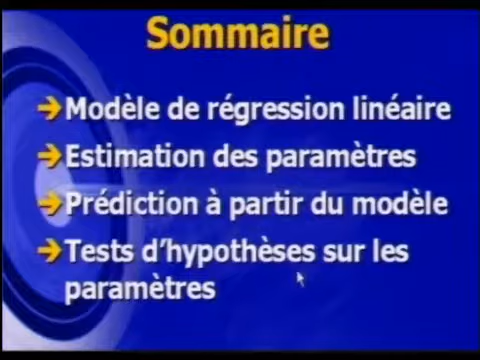 Sommaire
Modèle de régression linéaire
Estimation des paramètres
Prédiction à partir du modèle
Tests d'hypothèses sur les
paramètres